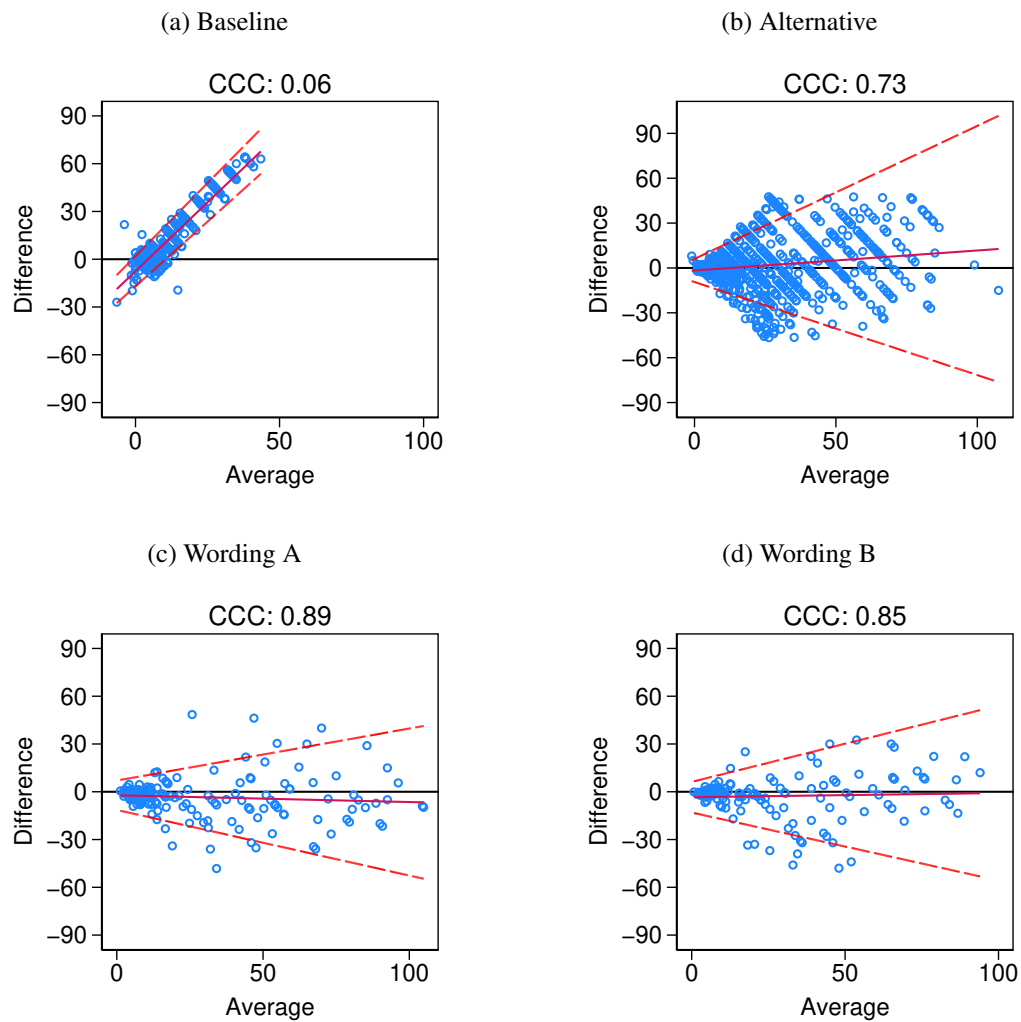 (a) Baseline
CCC: 0.06
90
60
30
0
−30
−60
−90
Difference
0 50 100
Average
(b) Alternative
CCC: 0.73
90
60
30
0
−30
−60
−90
Difference
0 50 100
Average
(c) Wording A
CCC: 0.89
90
60
30
0
−30
−60
−90
Difference
0 50 100
Average
(d) Wording B
CCC: 0.85
90
60
30
0
−30
−60
−90
Difference
0 50 100
Average